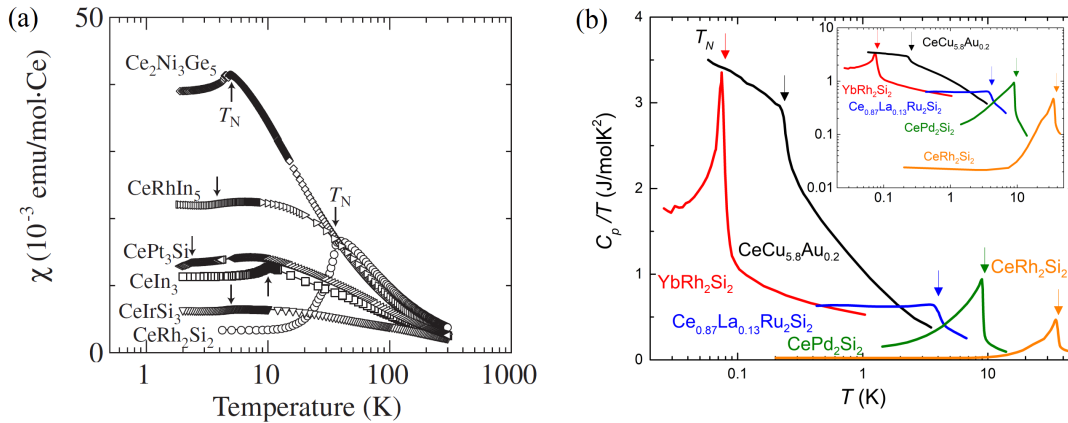 (a)
50
Ce₂Ni₃Ge₅
T_N
CeRhIn₅
T_N
CePt₃Si
CeIn₃
CeIrSi₃
CeRh₂Si₂
0
χ (10⁻³ emu/mol·Ce)
1 10 100 1000
Temperature (K)
(b)
4
3
2
1
0
C_p/T (J/molK²)
T_N
CeCu₅.₈Au₀.₂
YbRh₂Si₂
Ce₀.₈₇La₀.₁₃Ru₂Si₂
CePd₂Si₂
CeRh₂Si₂
0.1 1 10
T (K)
0.1 1 10
10
1
0.1
0.01
CeCu₅.₈Au₀.₂
YbRh₂Si₂
Ce₀.₈₇La₀.₁₃Ru₂Si₂
CePd₂Si₂
CeRh₂Si₂